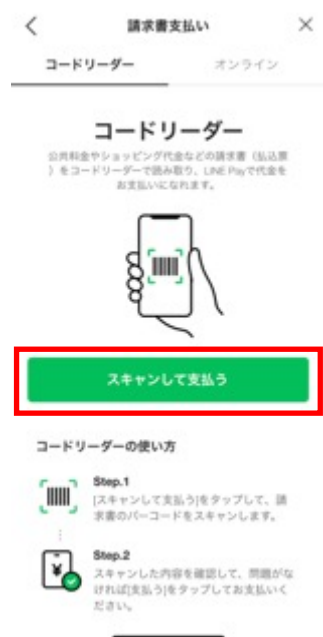 請求書支払い
コードリーダー
オンライン
コードリーダー
公共料金やショッピング代金などの請求書（払込票
）をコードリーダーで読み取り、LINE Payで代金を
お支払いになれます。
スキャンして支払う
コードリーダーの使い方
Step.1
[スキャンして支払う]をタップして、請
求書のバーコードをスキャンします。
Step.2
スキャンした内容を確認して、問題がな
ければ[支払う]をタップしてお支払いく
ださい。